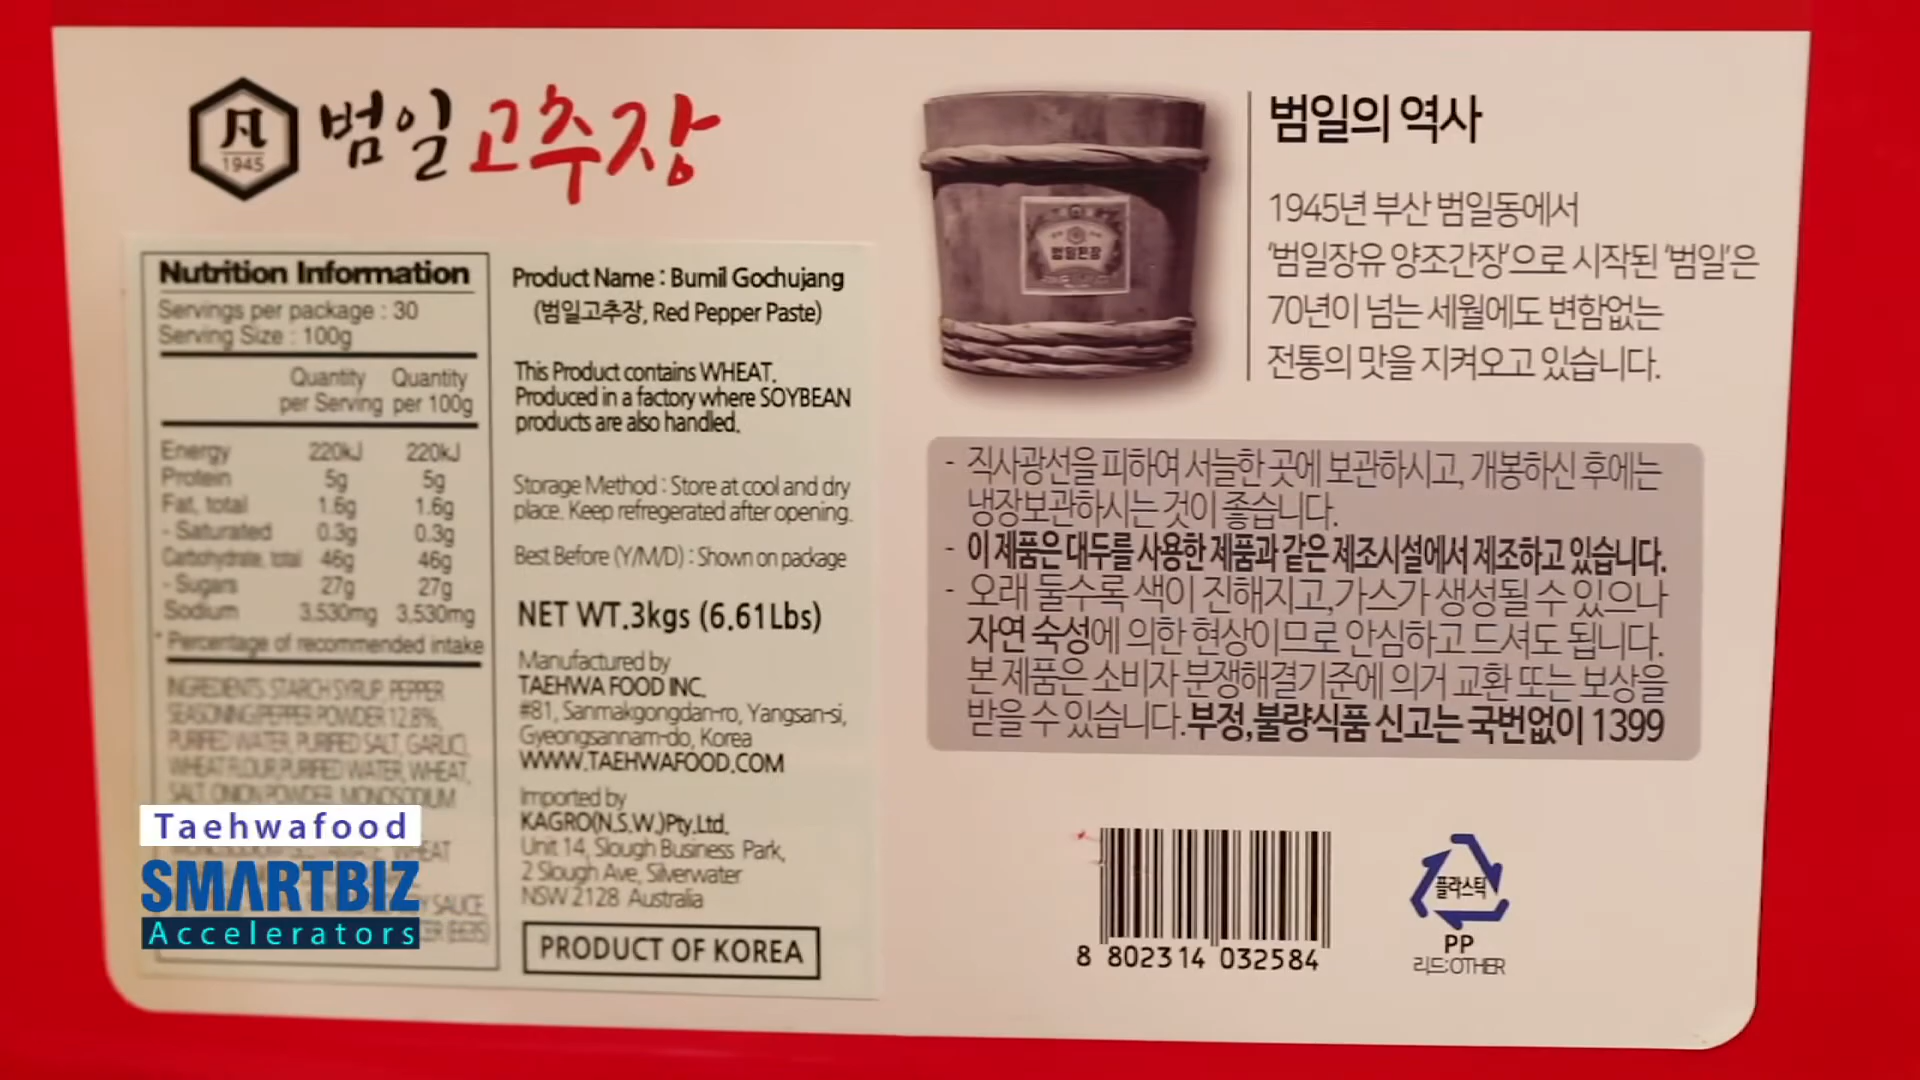 凡
1945
범일 고추장
Nutrition Information
Servings per package : 30
Serving Size : 100g
Quantity per Serving
Quantity per 100g
Energy 220kJ 220kJ
Protein 5g 5g
Fat, total 1.6g 1.6g
- Saturated 0.3g 0.3g
Carbohydrate, total 46g 46g
- Sugars 27g 27g
Sodium 3,530mg 3,530mg
* Percentage of recommended intake
INGREDIENTS: STARCH SYRUP, PEPPER
SEASONING(PEPPER POWDER 12.8%,
PURIFIED WATER, PURIFIED SALT, GARLIC),
WHEAT FLOUR, PURIFIED WATER, WHEAT,
SALT, ONION POWDER, MONOSODIUM
WHEAT
SAUCE,
(E635)
Taehwafood
SMARTBIZ
Accelerators
Product Name : Bumil Gochujang
(범일고추장, Red Pepper Paste)
This Product contains WHEAT.
Produced in a factory where SOYBEAN
products are also handled.
Storage Method : Store at cool and dry
place. Keep refregerated after opening.
Best Before (Y/M/D) : Shown on package
NET WT.3kgs (6.61Lbs)
Manufactured by
TAEHWA FOOD INC.
#81, Sanmakgongdan-ro, Yangsan-si,
Gyeongsannam-do, Korea
WWW.TAEHWAFOOD.COM
Imported by
KAGRO(N.S.W.)Pty.Ltd.
Unit 14, Slough Business Park,
2 Slough Ave, Silverwater
NSW 2128 Australia
PRODUCT OF KOREA
범일된장
범일의 역사
1945년 부산 범일동에서
'범일장유 양조간장'으로 시작된 '범일'은
70년이 넘는 세월에도 변함없는
전통의 맛을 지켜오고 있습니다.
- 직사광선을 피하여 서늘한 곳에 보관하시고, 개봉하신 후에는
냉장보관하시는 것이 좋습니다.
- 이 제품은 대두를 사용한 제품과 같은 제조시설에서 제조하고 있습니다.
- 오래 둘수록 색이 진해지고,가스가 생성될 수 있으나
자연 숙성에 의한 현상이므로 안심하고 드셔도 됩니다.
본 제품은 소비자 분쟁해결기준에 의거 교환 또는 보상을
받을 수 있습니다.부정,불량식품 신고는 국번없이 1399
8 802314 032584
플라스틱
PP
리드:OTHER